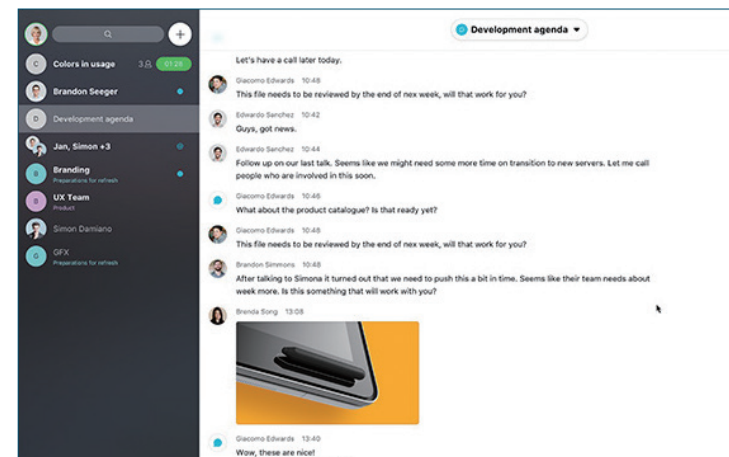 Development agenda
C
Colors in usage
3
01:29
Brandon Seeger
D
Development agenda
Jan, Simon +3
B
Branding
Preparations for refresh
UX Team
Product
Simon Damiano
G
GFX
Preparations for refresh
Let's have a call later today.
Giacomo Edwards 10:48
This file needs to be reviewed by the end of nex week, will that work for you?
Edwardo Sanchez 10:42
Guys, got news.
Edwardo Sanchez 10:44
Follow up on our last talk. Seems like we might need some more time on transition to new servers. Let me call
people who are involved in this soon.
Giacomo Edwards 10:46
What about the product catalogue? Is that ready yet?
Giacomo Edwards 10:48
This file needs to be reviewed by the end of nex week, will that work for you?
Brandon Simmons 10:48
After talking to Simona it turned out that we need to push this a bit in time. Seems like their team needs about
week more. Is this something that will work with you?
Brenda Song 13:08
Giacomo Edwards 13:40
Wow, these are nice!